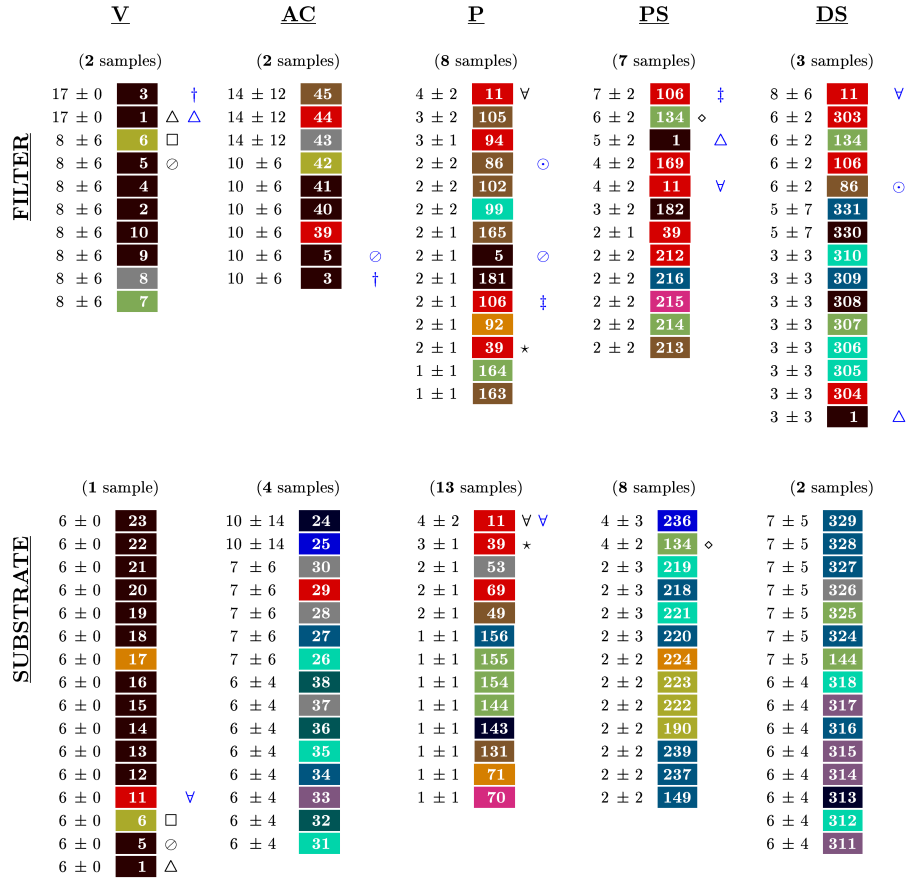 V AC P PS DS
FILTER
(2 samples) (2 samples) (8 samples) (7 samples) (3 samples)
17 ± 0 3 † 14 ± 12 45 4 ± 2 11 ∀ 7 ± 2 106 ‡ 8 ± 6 11 ∀
17 ± 0 1 △ △ 14 ± 12 44 3 ± 2 105 6 ± 2 134 ⋄ 6 ± 2 303
8 ± 6 6 □ 14 ± 12 43 3 ± 1 94 5 ± 2 1 △ 6 ± 2 134
8 ± 6 5 ⊘ 10 ± 6 42 2 ± 2 86 ⊙ 4 ± 2 169 6 ± 2 106
8 ± 6 4 10 ± 6 41 2 ± 2 102 4 ± 2 11 ∀ 6 ± 2 86 ⊙
8 ± 6 2 10 ± 6 40 2 ± 2 99 3 ± 2 182 5 ± 7 331
8 ± 6 10 10 ± 6 39 2 ± 2 165 2 ± 1 39 5 ± 7 330
8 ± 6 9 10 ± 6 5 ⊘ 2 ± 1 5 ⊘ 2 ± 2 212 3 ± 3 310
8 ± 6 8 10 ± 6 3 † 2 ± 1 181 2 ± 2 216 3 ± 3 309
8 ± 6 7 2 ± 1 106 ‡ 2 ± 2 215 3 ± 3 308
2 ± 1 92 2 ± 2 214 3 ± 3 307
2 ± 1 39 ⋆ 2 ± 2 213 3 ± 3 306
1 ± 1 164 3 ± 3 305
1 ± 1 163 3 ± 3 304
3 ± 3 1 △
SUBSTRATE
(1 sample) (4 samples) (13 samples) (8 samples) (2 samples)
6 ± 0 23 10 ± 14 24 4 ± 2 11 ∀ ∀ 4 ± 3 236 7 ± 5 329
6 ± 0 22 10 ± 14 25 3 ± 1 39 ⋆ 4 ± 2 134 ⋄ 7 ± 5 328
6 ± 0 21 7 ± 6 30 2 ± 1 53 2 ± 3 219 7 ± 5 327
6 ± 0 20 7 ± 6 29 2 ± 1 69 2 ± 3 218 7 ± 5 326
6 ± 0 19 7 ± 6 28 2 ± 1 49 2 ± 3 221 7 ± 5 325
6 ± 0 18 7 ± 6 27 1 ± 1 156 2 ± 3 220 7 ± 5 324
6 ± 0 17 7 ± 6 26 1 ± 1 155 2 ± 2 224 7 ± 5 144
6 ± 0 16 6 ± 4 38 1 ± 1 154 2 ± 2 223 6 ± 4 318
6 ± 0 15 6 ± 4 37 1 ± 1 144 2 ± 2 222 6 ± 4 317
6 ± 0 14 6 ± 4 36 1 ± 1 143 2 ± 2 190 6 ± 4 316
6 ± 0 13 6 ± 4 35 1 ± 1 131 2 ± 2 239 6 ± 4 315
6 ± 0 12 6 ± 4 34 1 ± 1 71 2 ± 2 237 6 ± 4 314
6 ± 0 11 ∀ 6 ± 4 33 1 ± 1 70 2 ± 2 149 6 ± 4 313
6 ± 0 6 □ 6 ± 4 32 6 ± 4 312
6 ± 0 5 ⊘ 6 ± 4 31 6 ± 4 311
6 ± 0 1 △